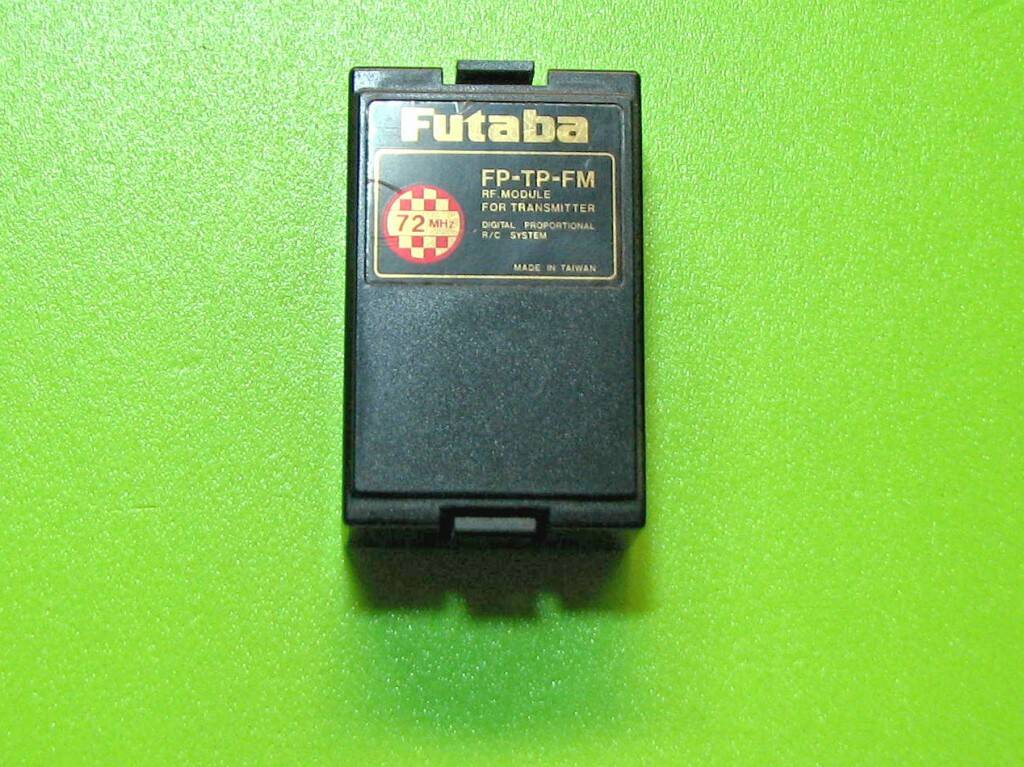 Futaba
FP-TP-FM
RF MODULE
FOR TRANSMITTER
72 MHz
DIGITAL PROPORTIONAL
R/C SYSTEM
MADE IN TAIWAN